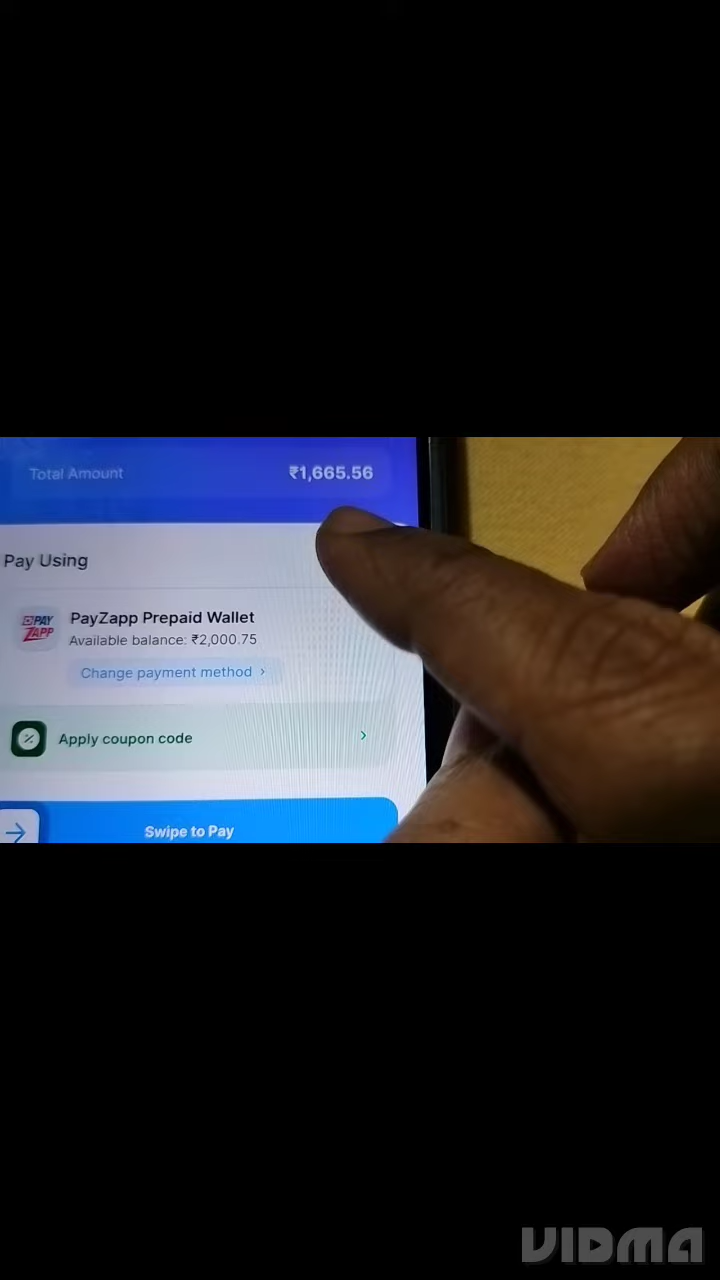 Total Amount ₹1,665.56
Pay Using
PAY
ZAPP
PayZapp Prepaid Wallet
Available balance: ₹2,000.75
Change payment method >
Apply coupon code >
Swipe to Pay
VIDMA